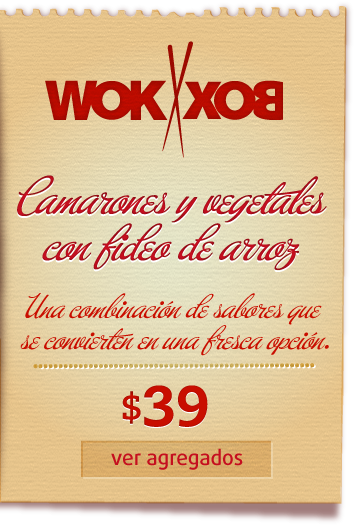 WOK BOX
Camarones y vegetales
con fideo de arroz
Una combinación de sabores que
se convierten en una fresca opción.
$39
ver agregados